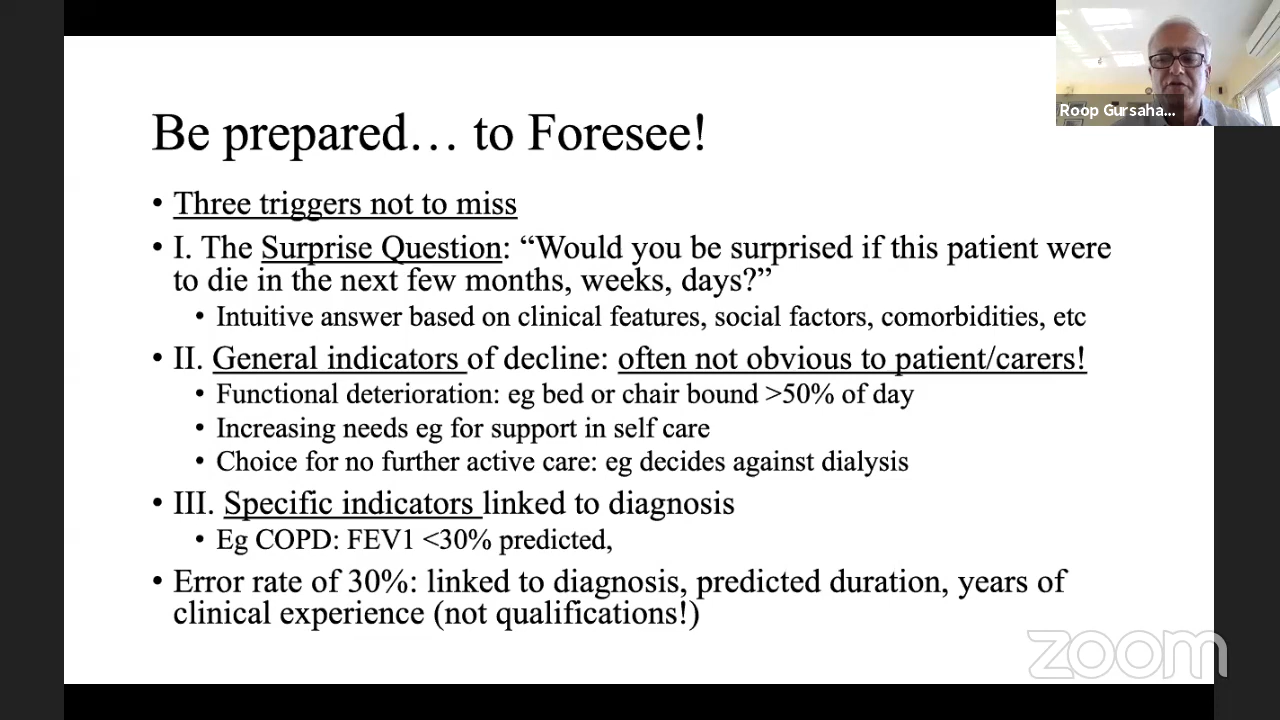 Be prepared… to Foresee!
Roop Gursaha...
• Three triggers not to miss
• I. The Surprise Question: “Would you be surprised if this patient were
to die in the next few months, weeks, days?”
• Intuitive answer based on clinical features, social factors, comorbidities, etc
• II. General indicators of decline: often not obvious to patient/carers!
• Functional deterioration: eg bed or chair bound >50% of day
• Increasing needs eg for support in self care
• Choice for no further active care: eg decides against dialysis
• III. Specific indicators linked to diagnosis
• Eg COPD: FEV1 <30% predicted,
• Error rate of 30%: linked to diagnosis, predicted duration, years of
clinical experience (not qualifications!)
zoom